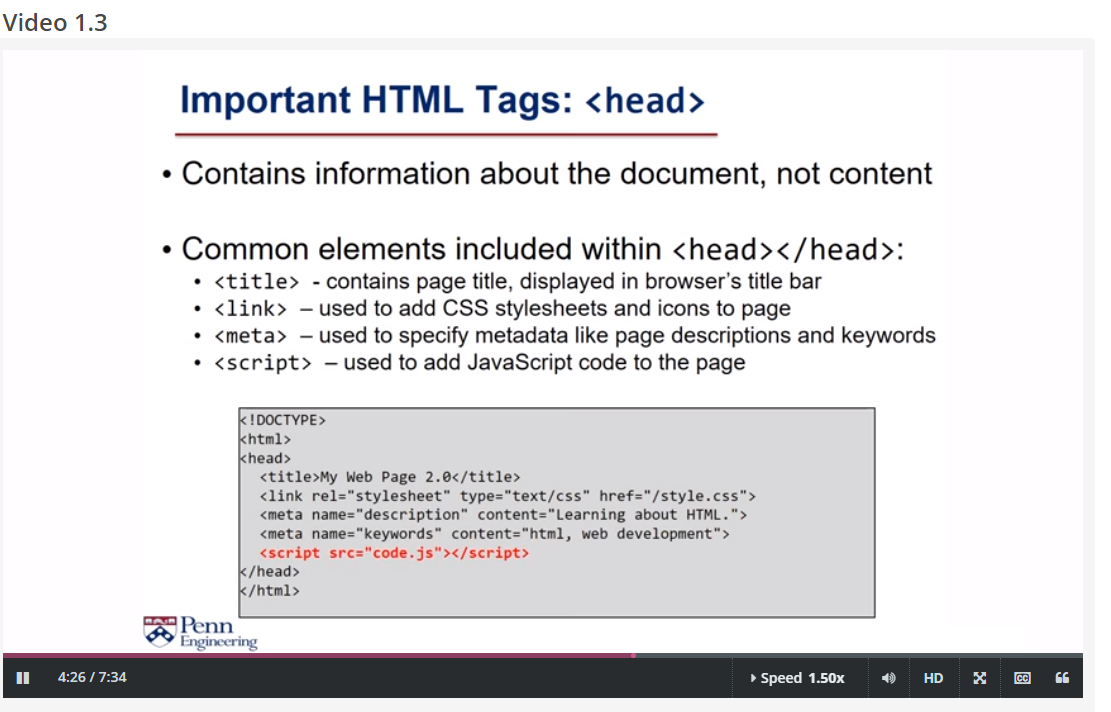 Video 1.3
Important HTML Tags: <head>
• Contains information about the document, not content
• Common elements included within <head></head>:
• <title> - contains page title, displayed in browser's title bar
• <link> – used to add CSS stylesheets and icons to page
• <meta> – used to specify metadata like page descriptions and keywords
• <script> – used to add JavaScript code to the page
<!DOCTYPE>
<html>
<head>
<title>My Web Page 2.0</title>
<link rel="stylesheet" type="text/css" href="/style.css">
<meta name="description" content="Learning about HTML.">
<meta name="keywords" content="html, web development">
<script src="code.js"></script>
</head>
</html>
Penn
Engineering
4:26 / 7:34
Speed 1.50x
HD
CC